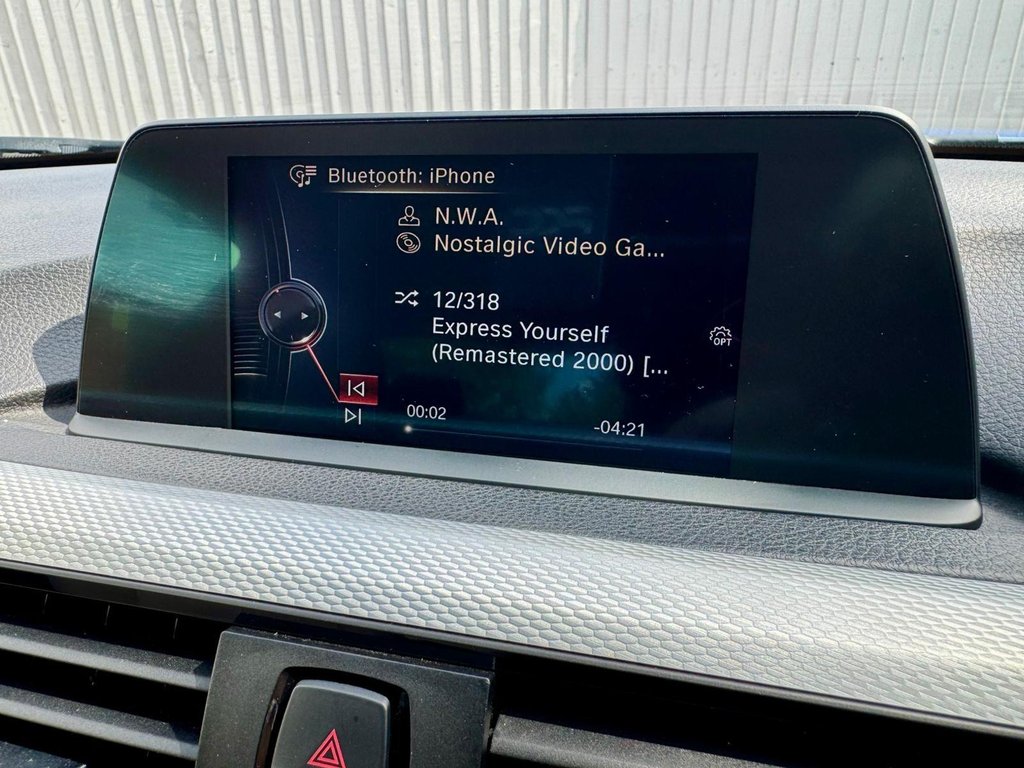 Bluetooth: iPhone
N.W.A.
Nostalgic Video Ga...
12/318
Express Yourself
(Remastered 2000) [...
OPT
00:02
-04:21